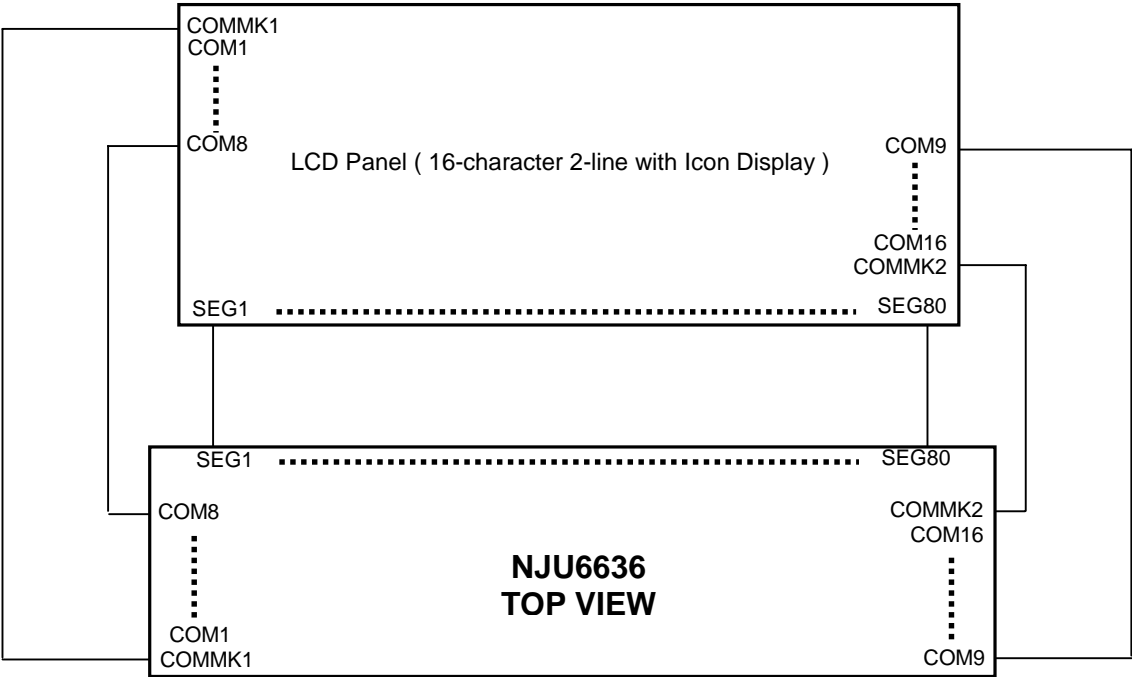 COMMK1
COM1
COM8
LCD Panel ( 16-character 2-line with Icon Display )
COM9
COM16
COMMK2
SEG1
SEG80
SEG1
SEG80
COM8
COMMK2
COM16
NJU6636
TOP VIEW
COM1
COMMK1
COM9